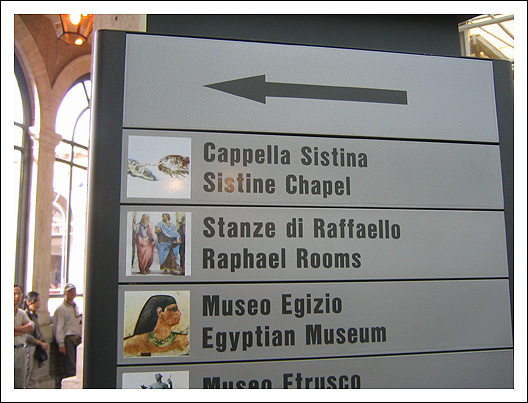 Cappella Sistina
Sistine Chapel
Stanze di Raffaello
Raphael Rooms
Museo Egizio
Egyptian Museum
Museo Etrusco